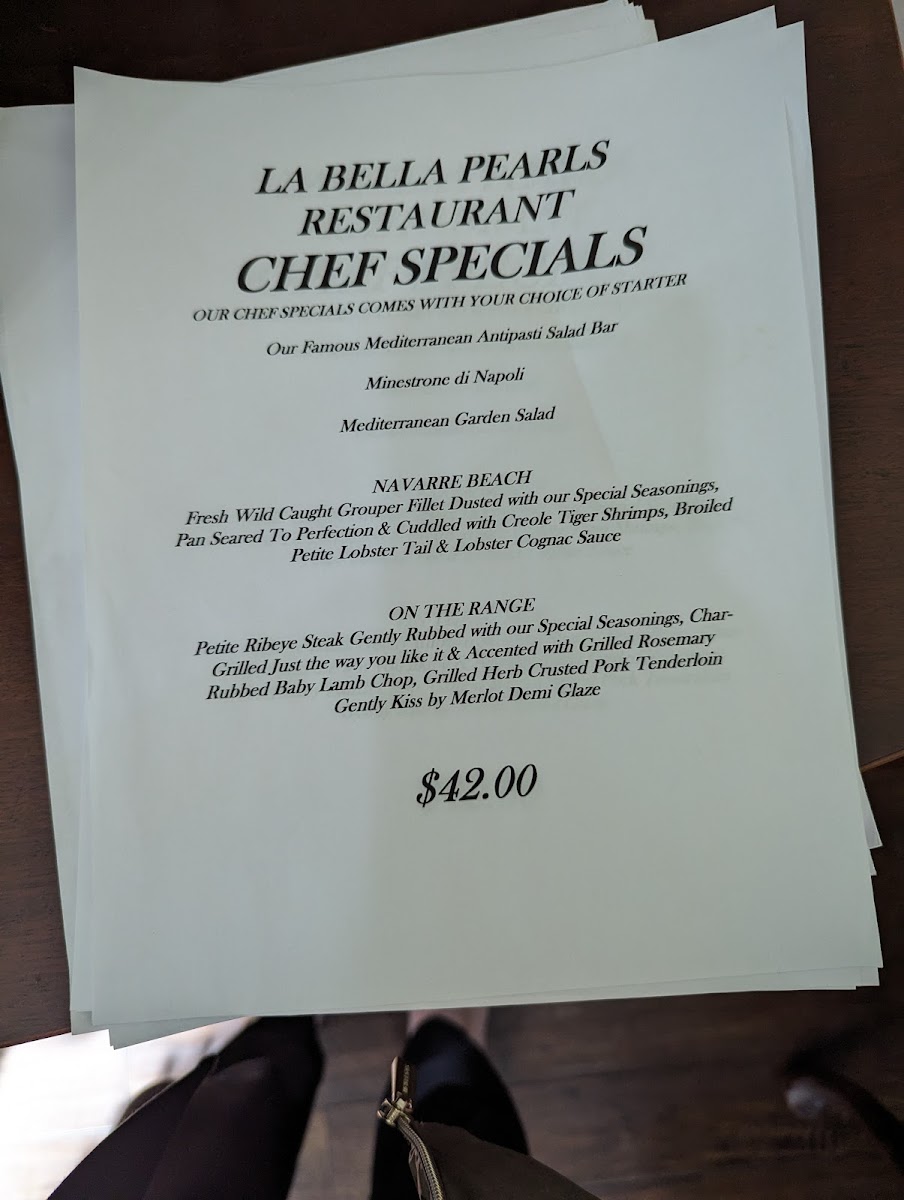 LA BELLA PEARLS
RESTAURANT
CHEF SPECIALS
OUR CHEF SPECIALS COMES WITH YOUR CHOICE OF STARTER
Our Famous Mediterranean Antipasti Salad Bar
Minestrone di Napoli
Mediterranean Garden Salad
NAVARRE BEACH
Fresh Wild Caught Grouper Fillet Dusted with our Special Seasonings,
Pan Seared To Perfection & Cuddled with Creole Tiger Shrimps, Broiled
Petite Lobster Tail & Lobster Cognac Sauce
ON THE RANGE
Petite Ribeye Steak Gently Rubbed with our Special Seasonings, Char-
Grilled Just the way you like it & Accented with Grilled Rosemary
Rubbed Baby Lamb Chop, Grilled Herb Crusted Pork Tenderloin
Gently Kiss by Merlot Demi Glaze
$42.00